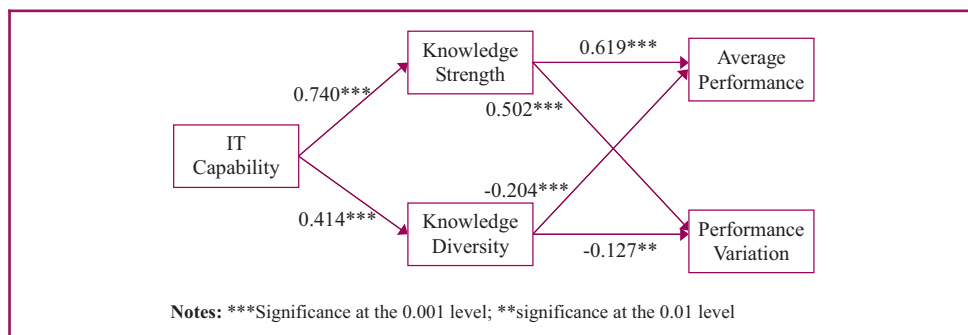 Knowledge
Strength
0.619***
Average
Performance
0.740***
0.502***
IT
Capability
-0.204***
0.414***
Knowledge
Diversity
-0.127**
Performance
Variation
Notes: ***Significance at the 0.001 level; **significance at the 0.01 level